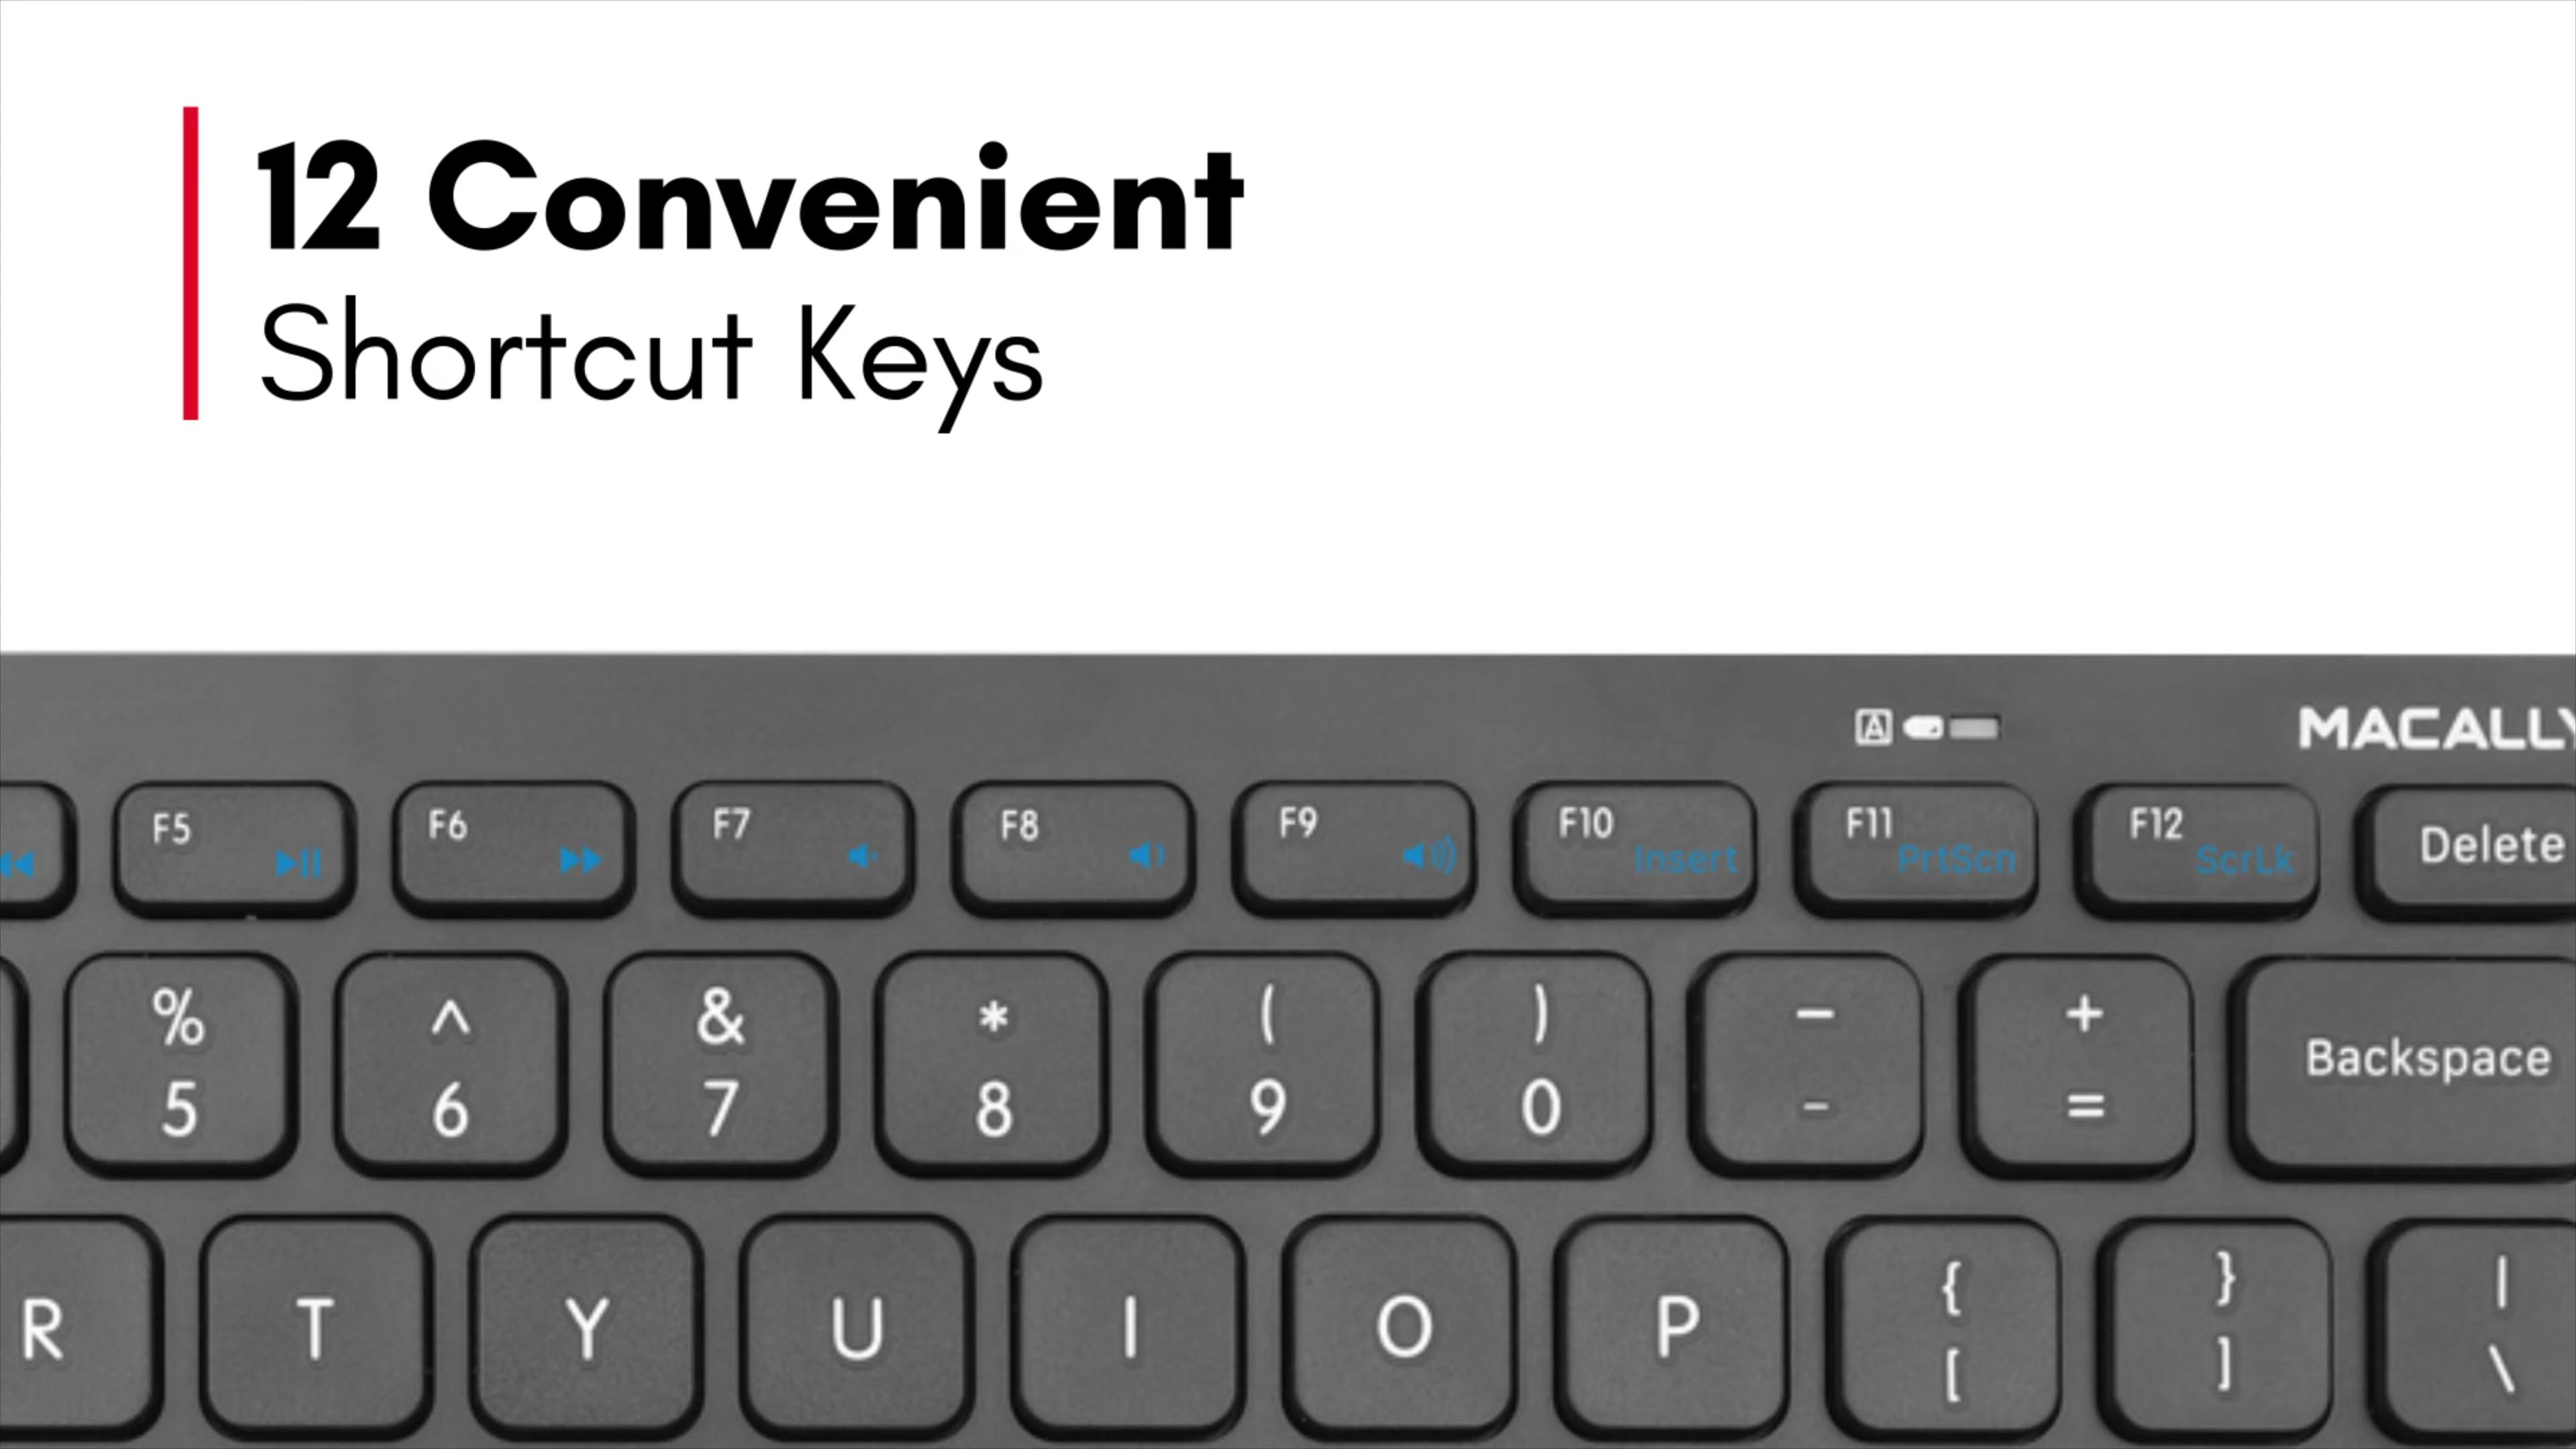 12 Convenient
Shortcut Keys
A
MACALLY
F5 F6 F7 F8 F9 F10 Insert F11 PrtScn F12 ScrLk Delete
% ^ & * ( ) – + Backspace
5 6 7 8 9 0 - =
R T Y U I O P { } |
[ ] \